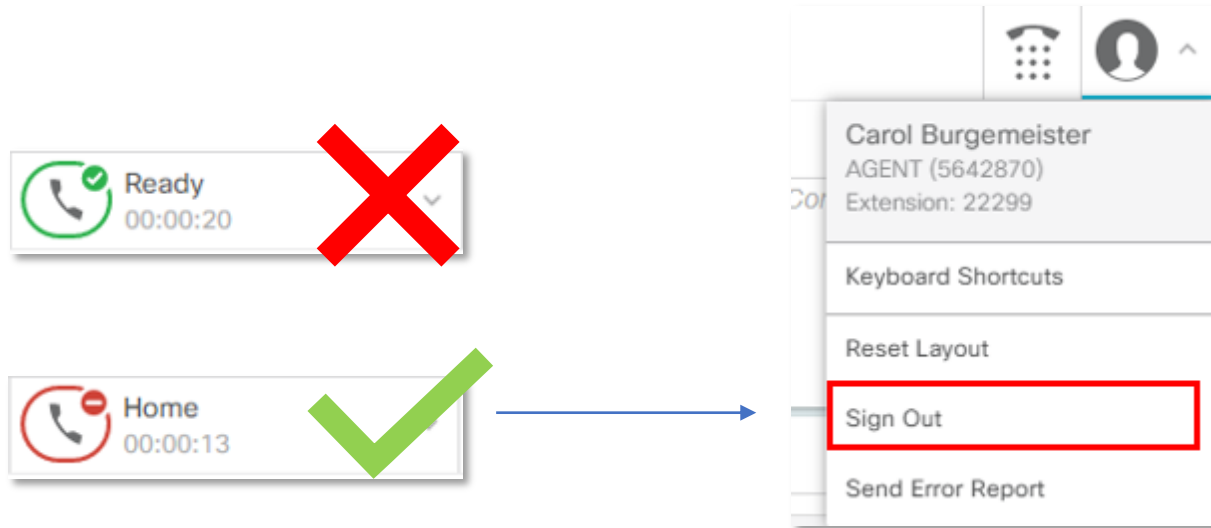 Ready
00:00:20
Home
00:00:13
Carol Burgemeister
AGENT (5642870)
Extension: 22299
Keyboard Shortcuts
Reset Layout
Sign Out
Send Error Report